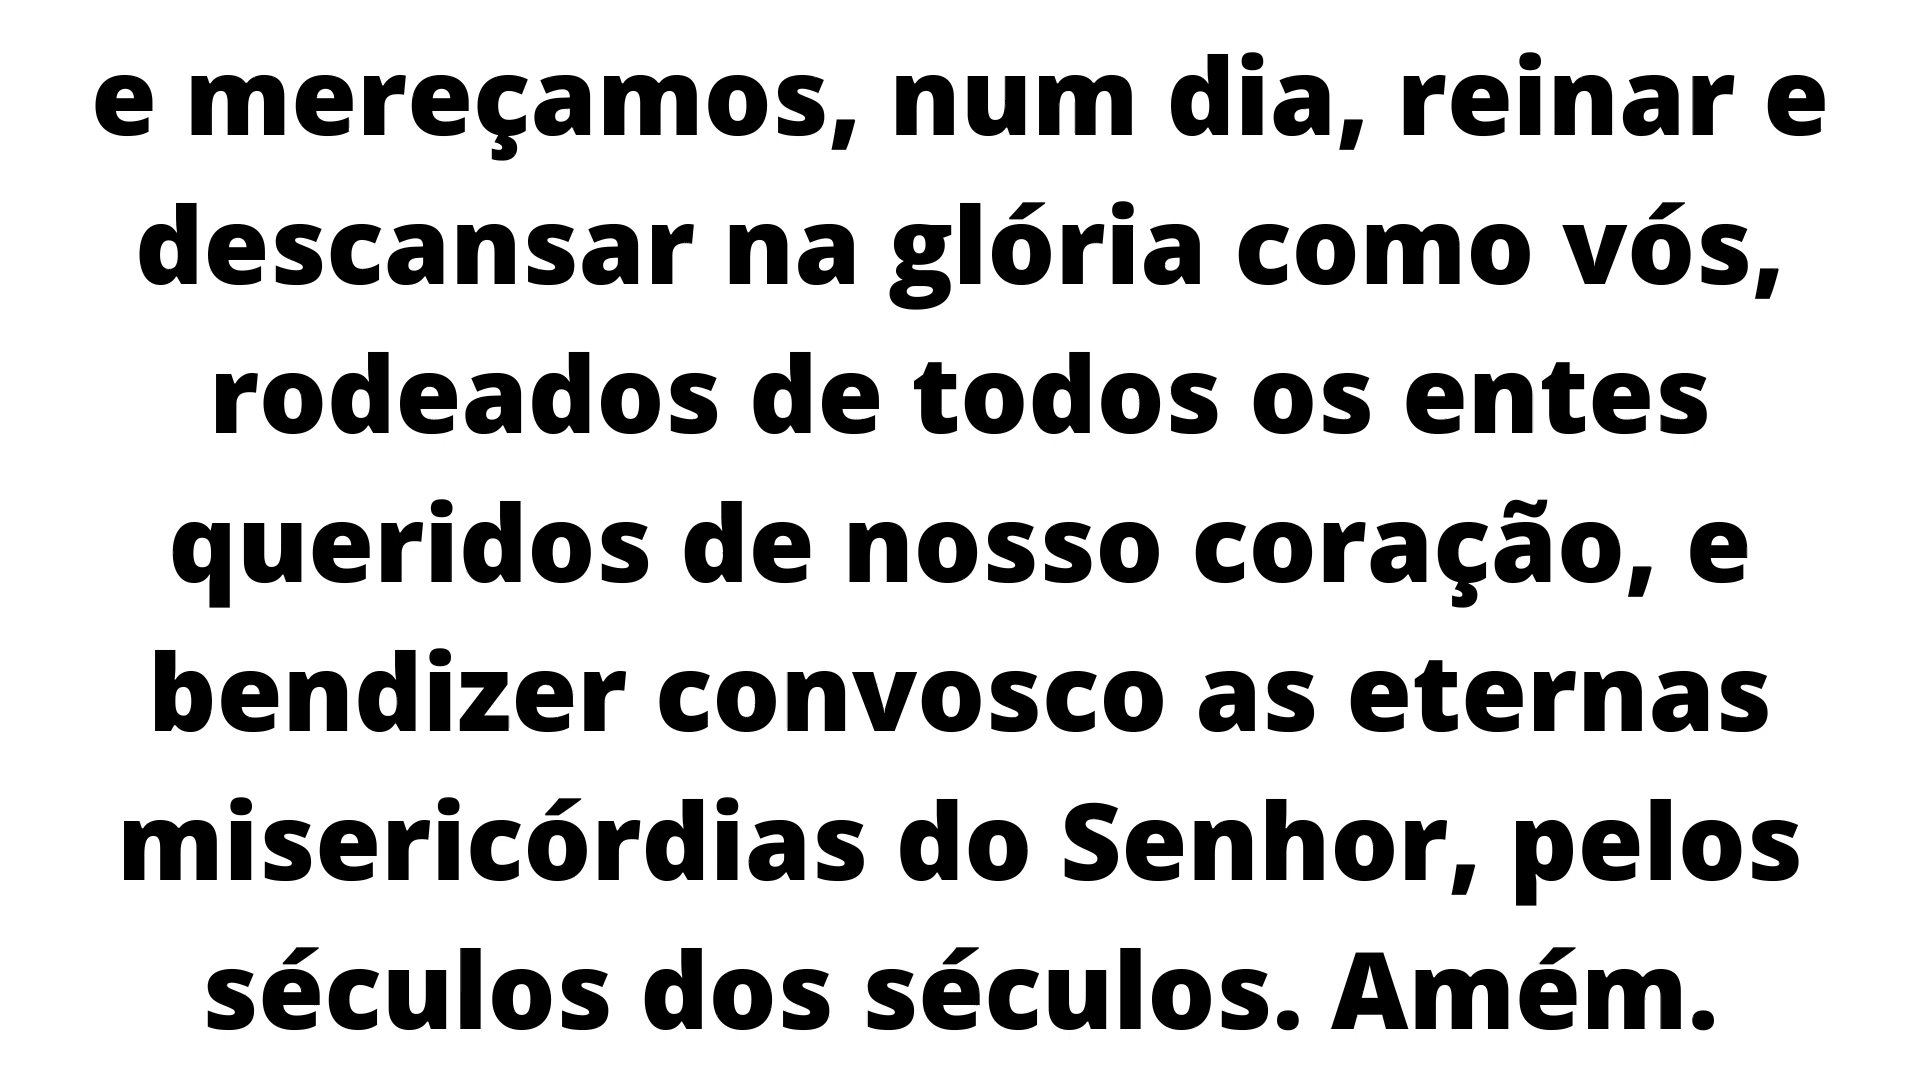 e mereçamos, num dia, reinar e
descansar na glória como vós,
rodeados de todos os entes
queridos de nosso coração, e
bendizer convosco as eternas
misericórdias do Senhor, pelos
séculos dos séculos. Amém.